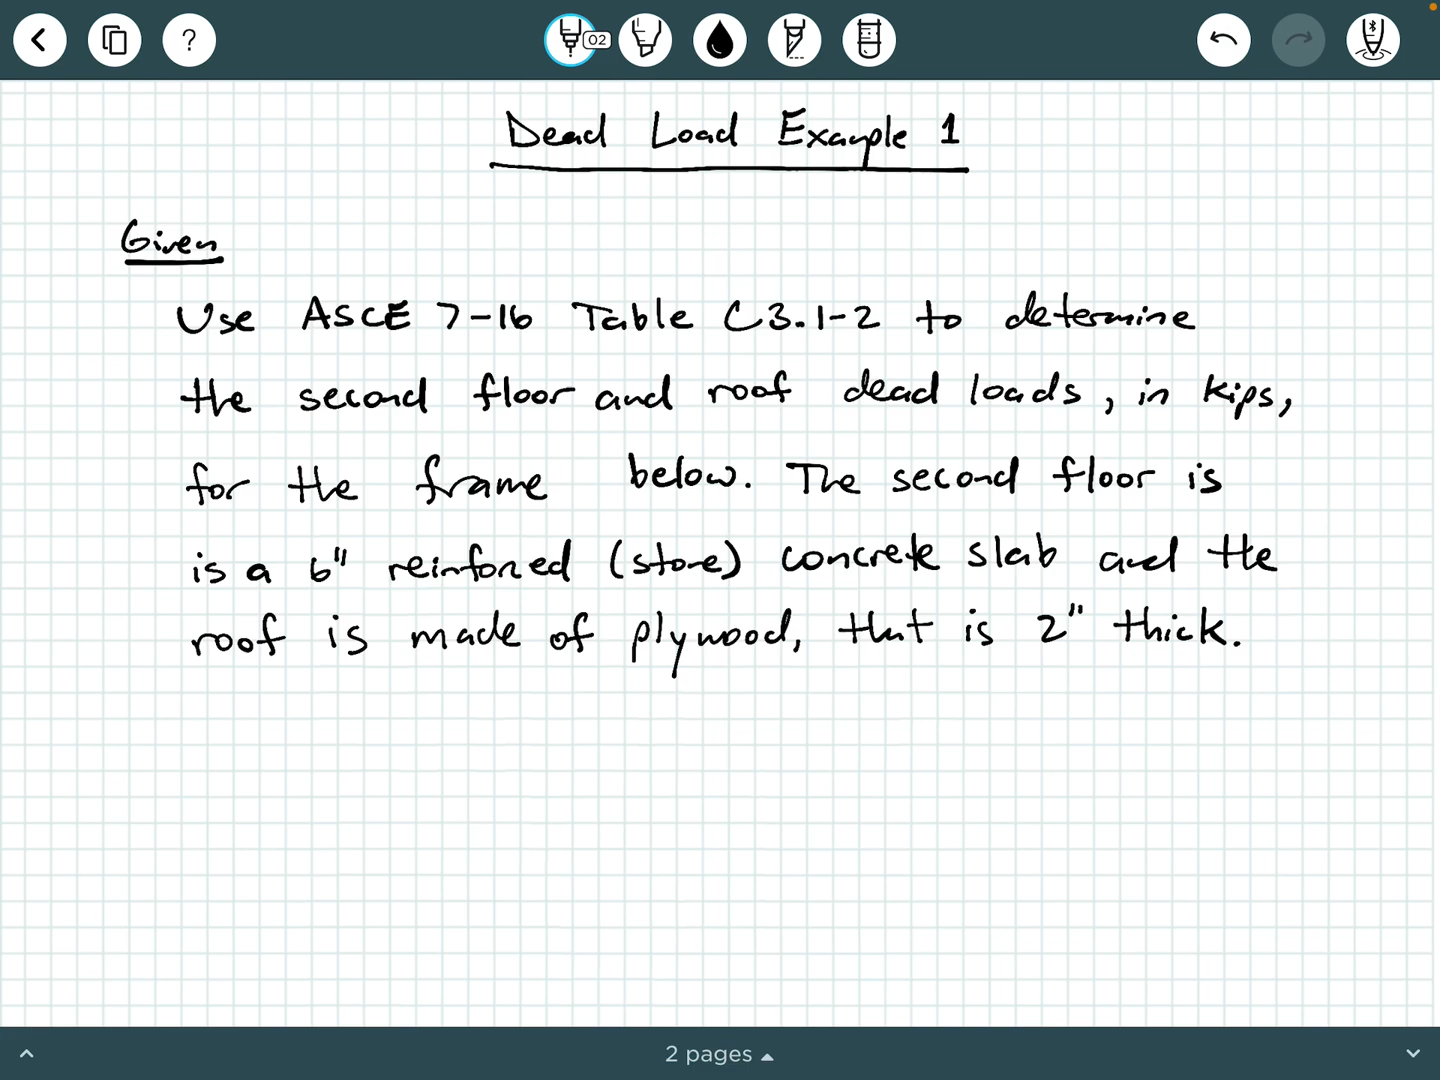 ?
02
Dead Load Example 1
Given
Use ASCE 7-16 Table C3.1-2 to determine
the second floor and roof dead loads, in kips,
for the frame below. The second floor is
is a 6" reinforced (stone) concrete slab and the
roof is made of plywood, that is 2" thick.
2 pages